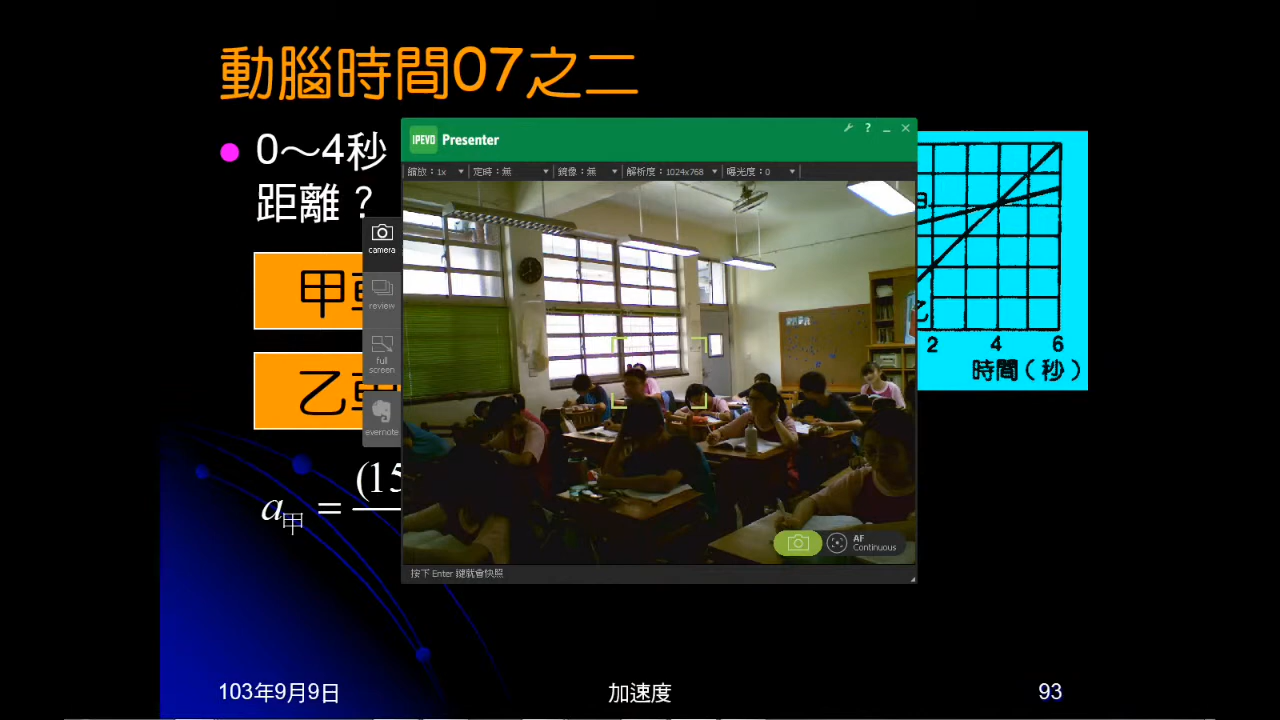 動腦時間07之二
0～4秒
距離？
甲車
乙車
a甲 = (15
IPEVO Presenter
?
縮放：1x 定時：無 鏡像：無 解析度：1024x768 曝光度：0
camera
review
full
screen
evernote
AF
Continuous
按下 Enter 鍵就會快照
甲
乙
2 4 6
時間（秒）
103年9月9日 加速度 93